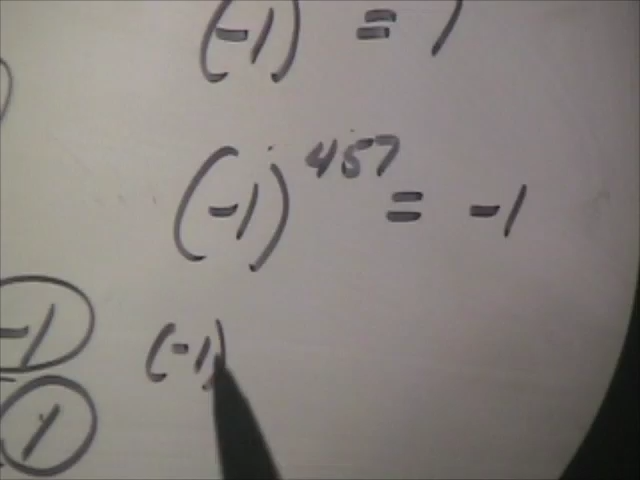 (-1) = 1
(-1)^457 = -1
-1 (-1)
1